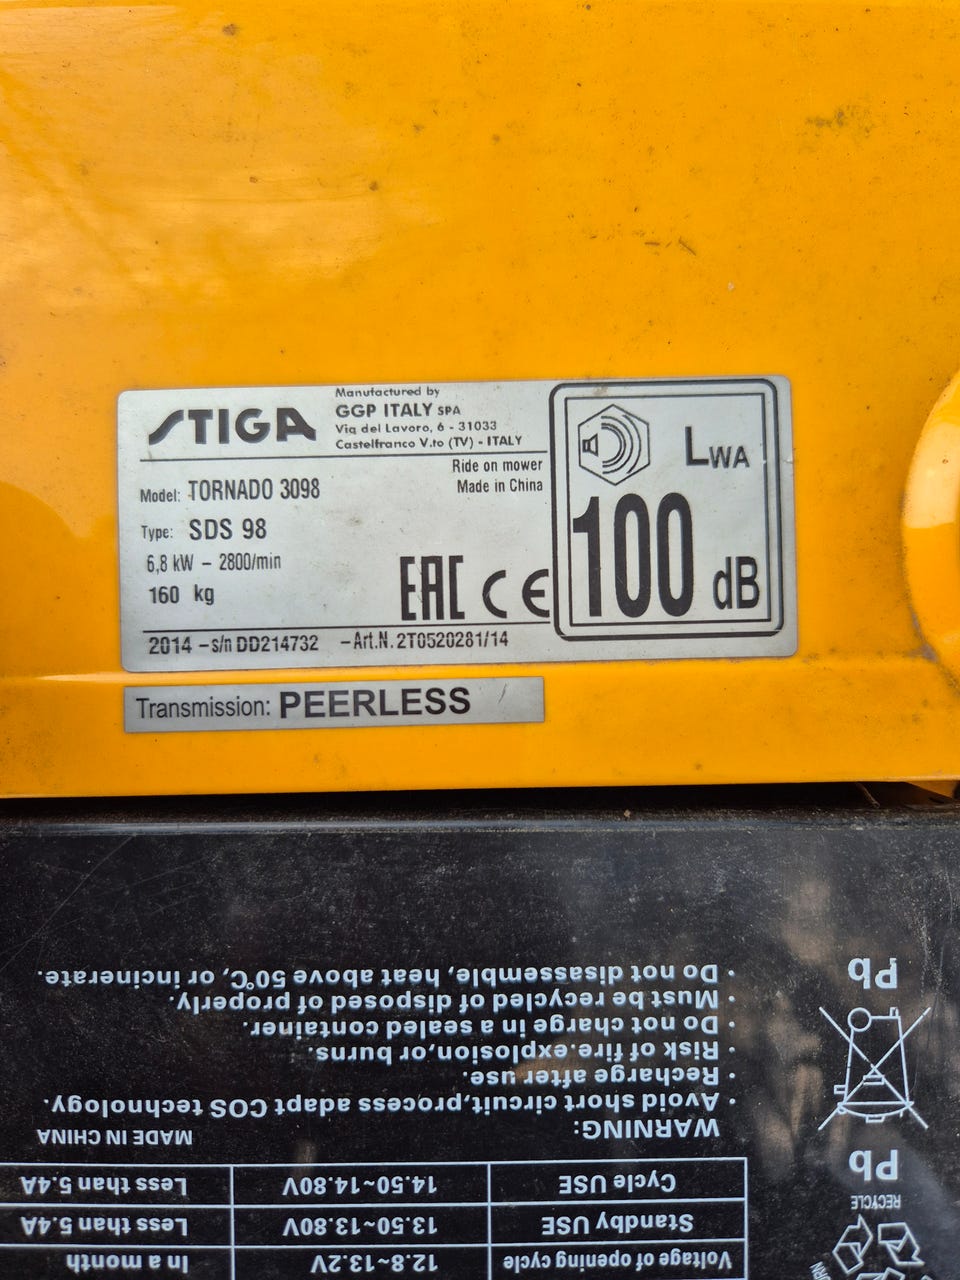 STIGA
Manufactured by
GGP ITALY SPA
Via del Lavoro, 6 - 31033
Castelfranco V.to (TV) - ITALY
Ride on mower
Made in China
Model: TORNADO 3098
Type: SDS 98
6,8 kW - 2800/min
160 kg
EAC CE
2014 - s/n DD214732 - Art.N. 2T0520281/14
LWA
100 dB
Transmission: PEERLESS
Voltage of opening cycle 12.8~13.2V In a month
Standby USE 13.50~13.80V Less than 5.4A
Cycle USE 14.50~14.80V Less than 5.4A
MADE IN CHINA
WARNING:
· Avoid short circuit,process adapt COS technology.
· Recharge after use.
· Risk of fire.explosion,or burns.
· Do not charge in a sealed container.
· Must be recycled of disposed of properly.
· Do not disassemble, heat above 50°C, or incinerate.
RECYCLE
Pb
Pb